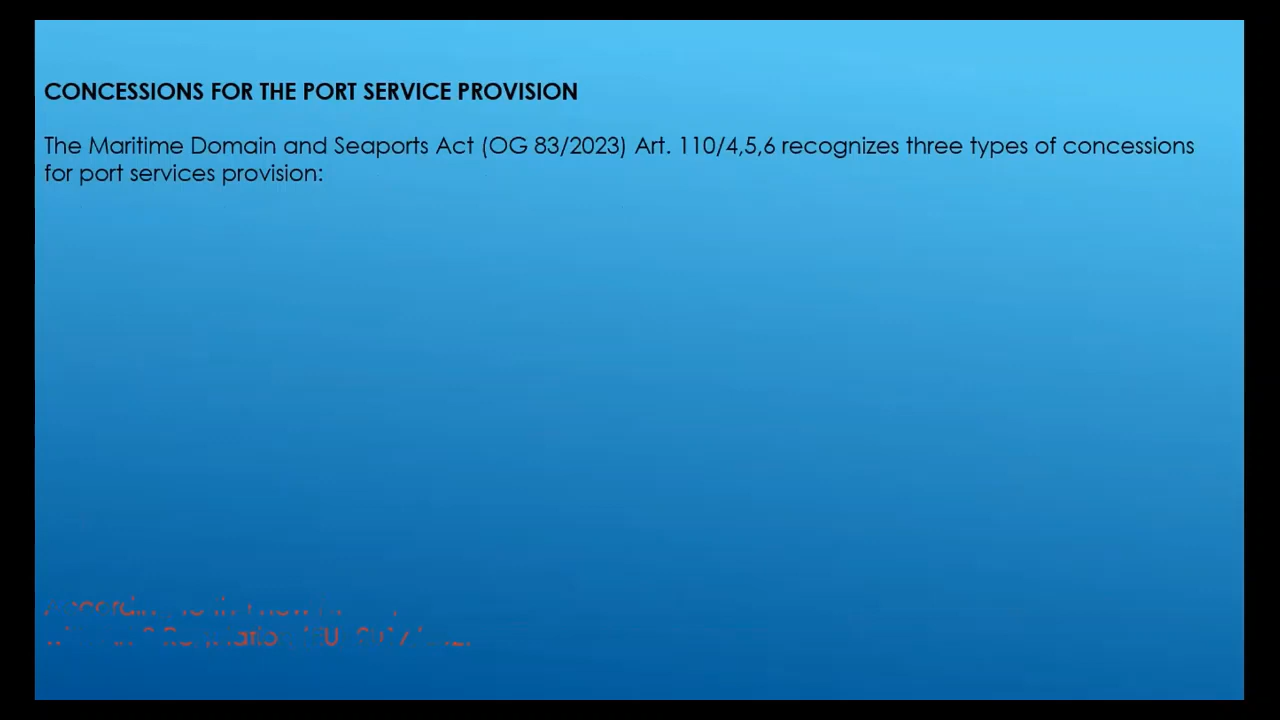 CONCESSIONS FOR THE PORT SERVICE PROVISION
The Maritime Domain and Seaports Act (OG 83/2023) Art. 110/4,5,6 recognizes three types of concessions
for port services provision: